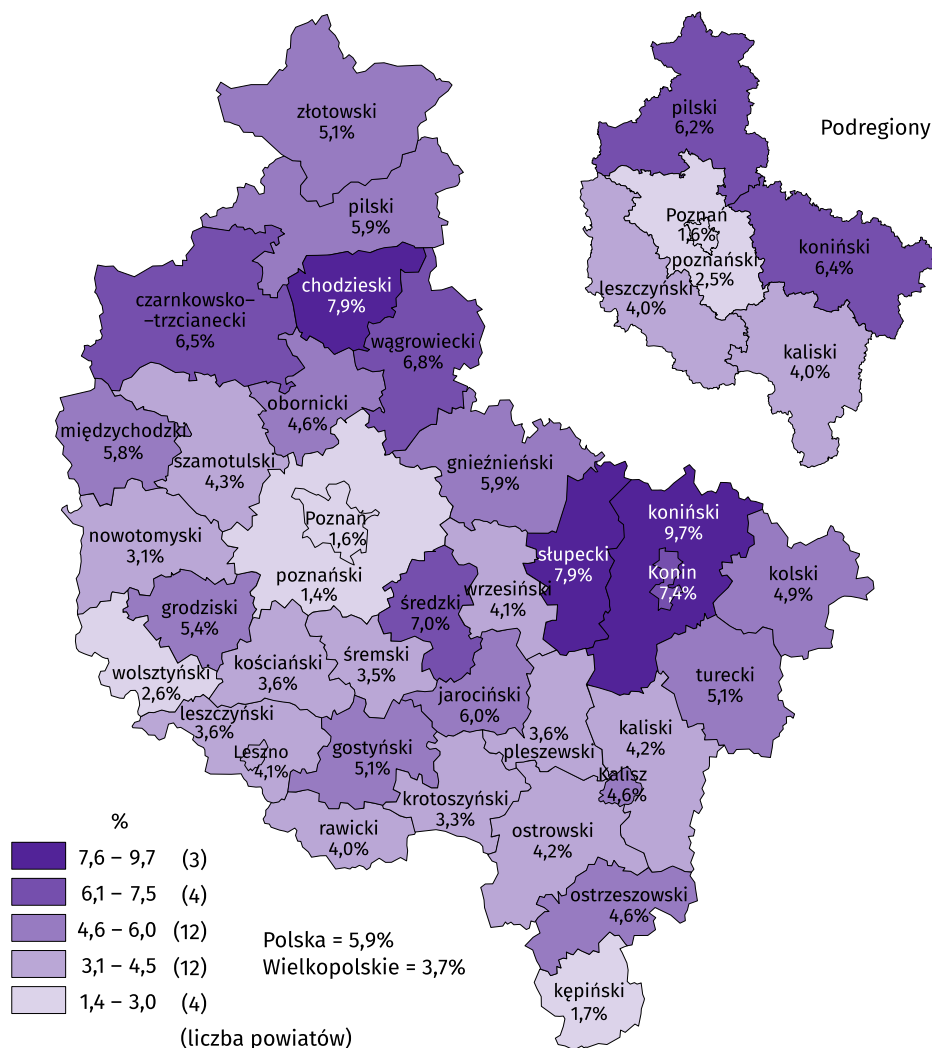 złotowski
5,1%
pilski
5,9%
chodzieski
7,9%
czarnkowsko–
–trzcianecki
6,5%
wągrowiecki
6,8%
obornicki
4,6%
międzychodzki
5,8%
szamotulski
4,3%
gnieźnieński
5,9%
Poznań
1,6%
poznański
1,4%
nowotomyski
3,1%
słupecki
7,9%
koniński
9,7%
Konin
7,4%
kolski
4,9%
wrzesiński
4,1%
średzki
7,0%
grodziski
5,4%
wolsztyński
2,6%
kościański
3,6%
śremski
3,5%
jarociński
6,0%
turecki
5,1%
leszczyński
3,6%
Leszno
4,1%
gostyński
5,1%
3,6%
pleszewski
kaliski
4,2%
Kalisz
4,6%
krotoszyński
3,3%
rawicki
4,0%
ostrowski
4,2%
ostrzeszowski
4,6%
kępiński
1,7%
Podregiony
pilski
6,2%
Poznań
1,6%
poznański
2,5%
koniński
6,4%
leszczyński
4,0%
kaliski
4,0%
%
7,6 – 9,7 (3)
6,1 – 7,5 (4)
4,6 – 6,0 (12)
3,1 – 4,5 (12)
1,4 – 3,0 (4)
(liczba powiatów)
Polska = 5,9%
Wielkopolskie = 3,7%